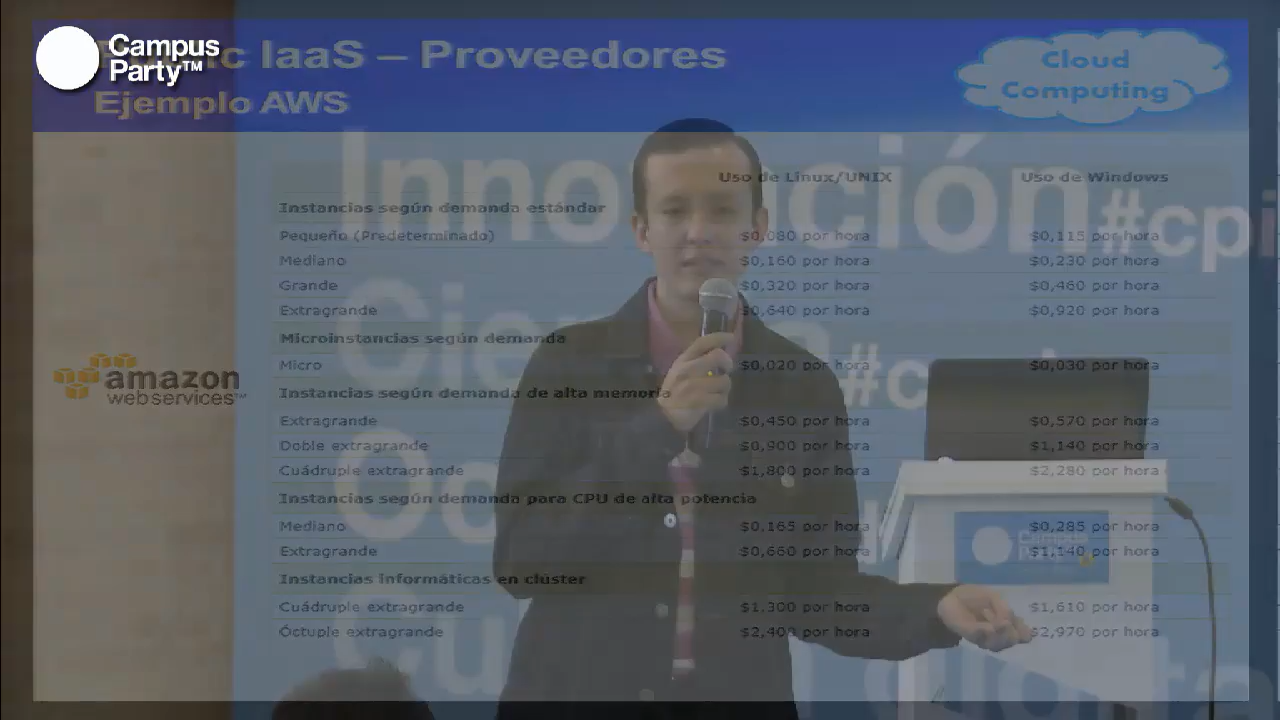 Campus
Party™
Public IaaS – Proveedores
Ejemplo AWS
Cloud
Computing
Innovación #cpi
Uso de Linux/UNIX Uso de Windows
Instancias según demanda estándar
Pequeño (Predeterminado) $0,080 por hora $0,115 por hora
Mediano $0,160 por hora $0,230 por hora
Grande $0,320 por hora $0,460 por hora
Extragrande $0,640 por hora $0,920 por hora
Microinstancias según demanda
Micro $0,020 por hora $0,030 por hora
#c
amazon
webservices™
Instancias según demanda de alta memoria
Extragrande $0,450 por hora $0,570 por hora
Doble extragrande $0,900 por hora $1,140 por hora
Cuádruple extragrande $1,800 por hora $2,280 por hora
Instancias según demanda para CPU de alta potencia
Mediano $0,165 por hora $0,285 por hora
Extragrande $0,660 por hora $1,140 por hora
Campus
Party
Instancias informáticas en clúster
Cuádruple extragrande $1.300 por hora $1,610 por hora
Óctuple extragrande $2,400 por hora $2,970 por hora